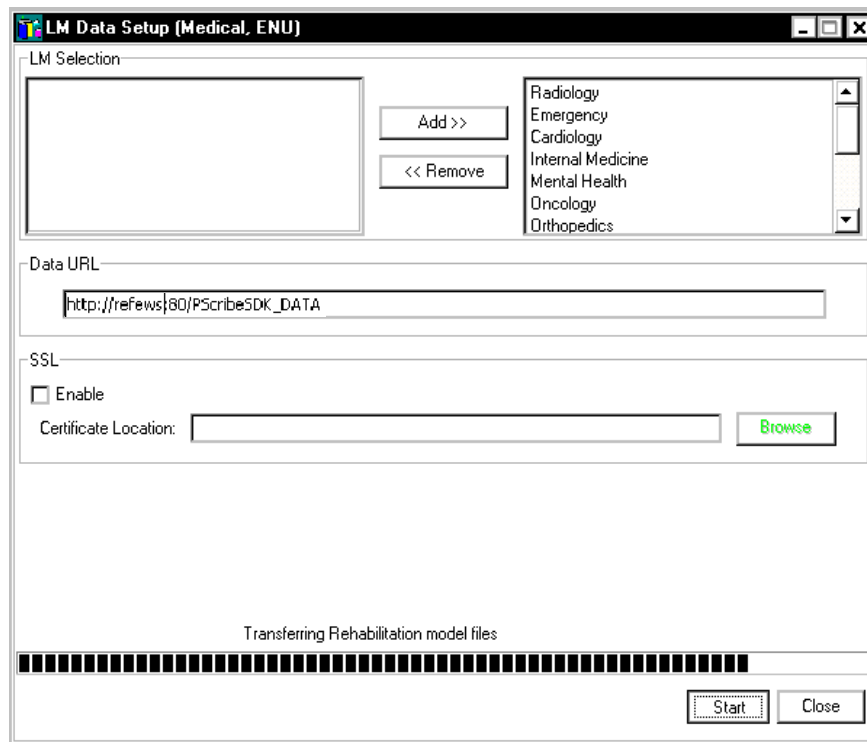 LM Data Setup (Medical, ENU)
LM Selection
Add >>
<< Remove
Radiology
Emergency
Cardiology
Internal Medicine
Mental Health
Oncology
Orthopedics
Data URL
http://refews:80/PScribeSDK_DATA
SSL
Enable
Certificate Location:
Browse
Transferring Rehabilitation model files
Start
Close